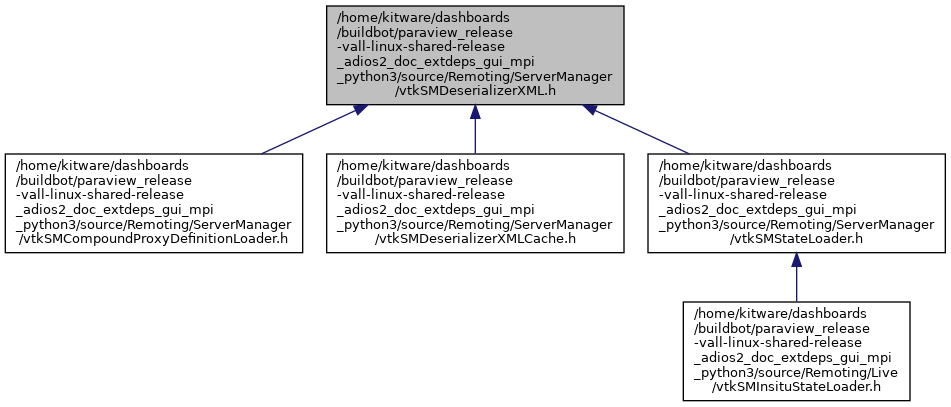 /home/kitware/dashboards
/buildbot/paraview_release
-vall-linux-shared-release
_adios2_doc_extdeps_gui_mpi
_python3/source/Remoting/ServerManager
/vtkSMDeserializerXML.h
/home/kitware/dashboards
/buildbot/paraview_release
-vall-linux-shared-release
_adios2_doc_extdeps_gui_mpi
_python3/source/Remoting/ServerManager
/vtkSMCompoundProxyDefinitionLoader.h
/home/kitware/dashboards
/buildbot/paraview_release
-vall-linux-shared-release
_adios2_doc_extdeps_gui_mpi
_python3/source/Remoting/ServerManager
/vtkSMDeserializerXMLCache.h
/home/kitware/dashboards
/buildbot/paraview_release
-vall-linux-shared-release
_adios2_doc_extdeps_gui_mpi
_python3/source/Remoting/ServerManager
/vtkSMStateLoader.h
/home/kitware/dashboards
/buildbot/paraview_release
-vall-linux-shared-release
_adios2_doc_extdeps_gui_mpi
_python3/source/Remoting/Live
/vtkSMInsituStateLoader.h